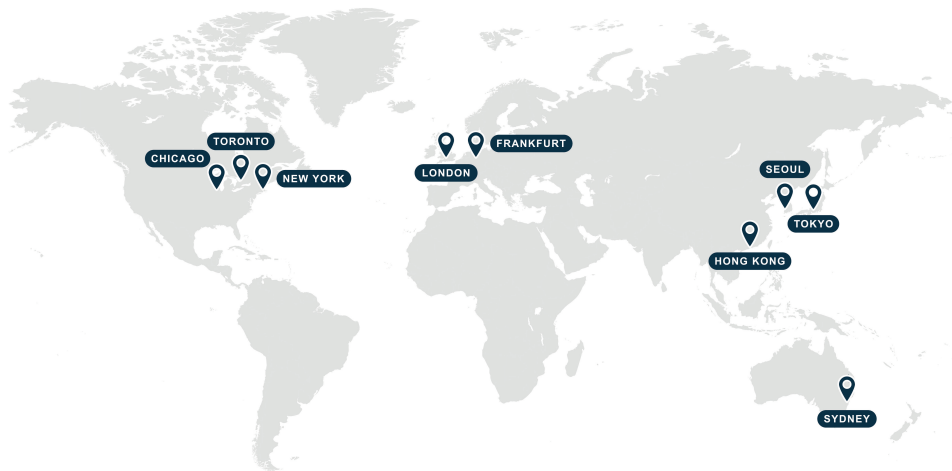 TORONTO
CHICAGO
NEW YORK
LONDON
FRANKFURT
SEOUL
TOKYO
HONG KONG
SYDNEY